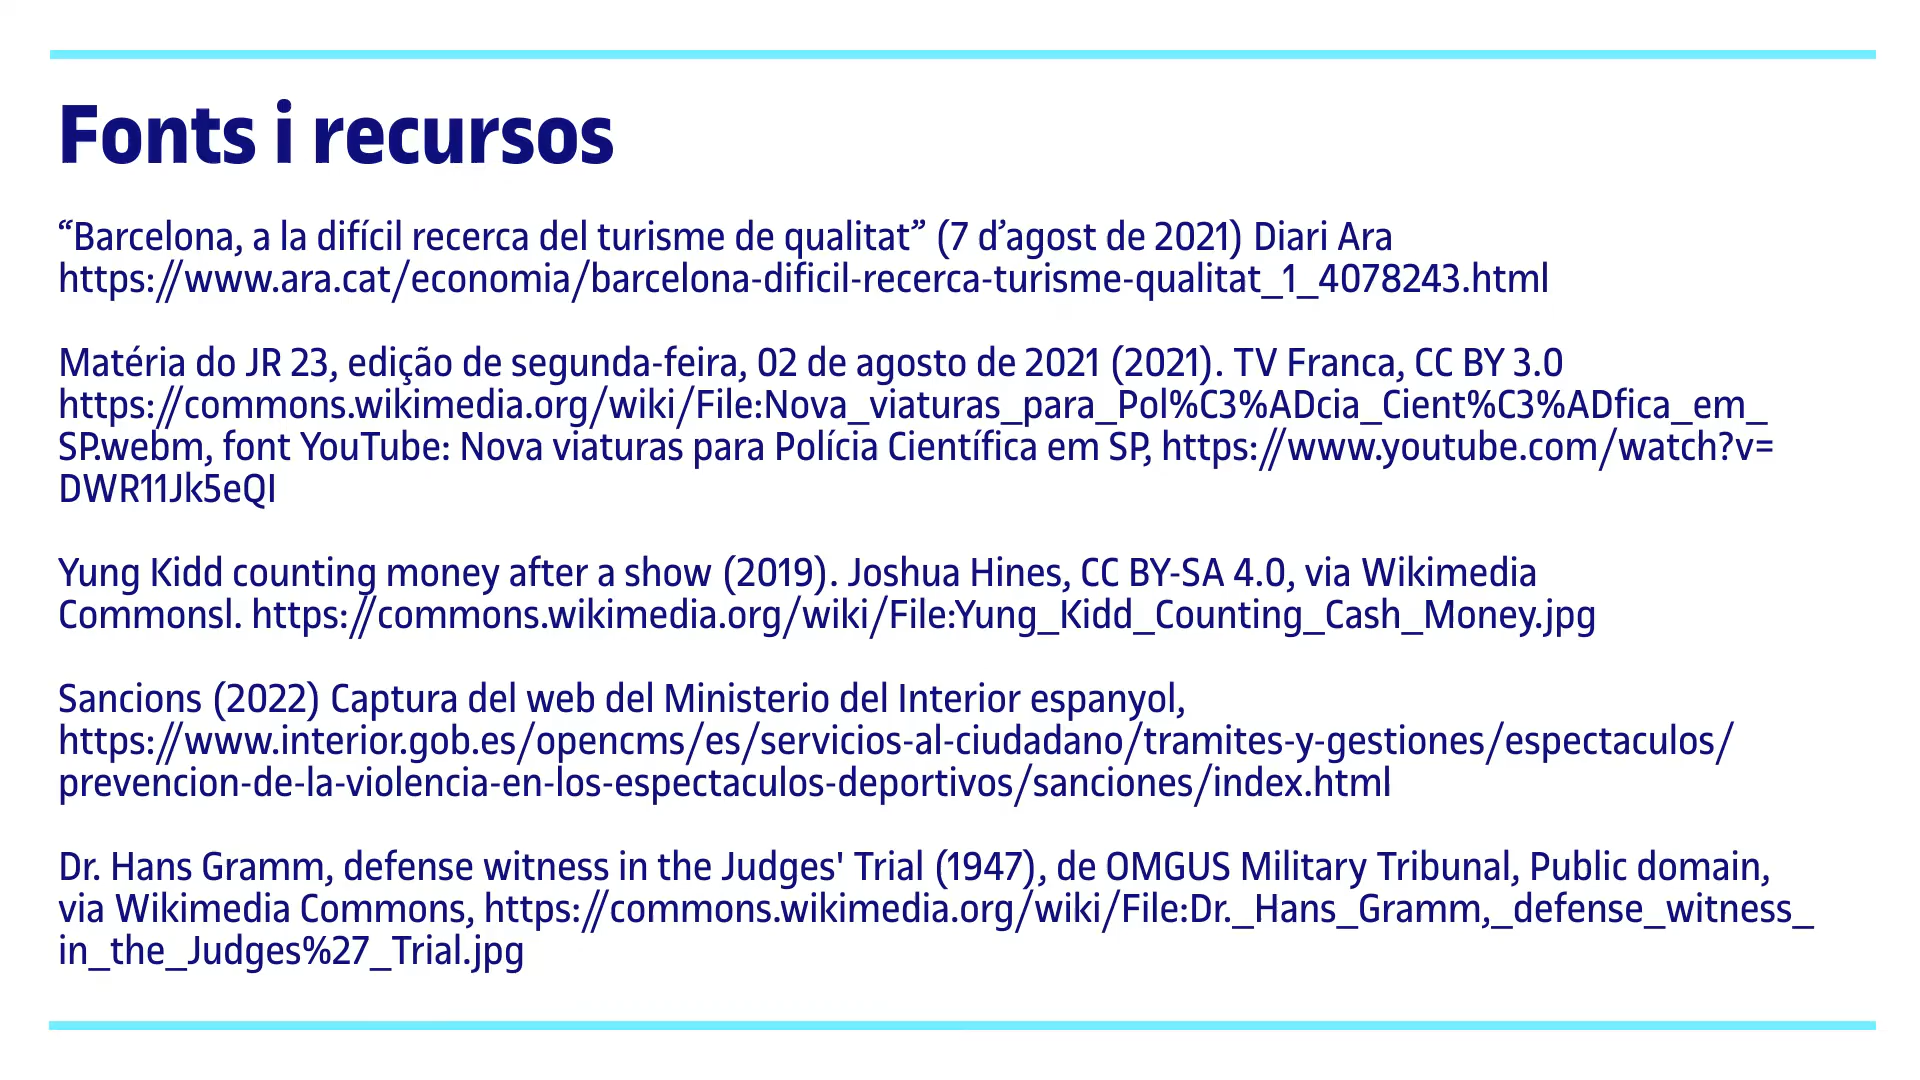 Fonts i recursos
“Barcelona, a la difícil recerca del turisme de qualitat” (7 d’agost de 2021) Diari Ara
https://www.ara.cat/economia/barcelona-dificil-recerca-turisme-qualitat_1_4078243.html
Matéria do JR 23, edição de segunda-feira, 02 de agosto de 2021 (2021). TV Franca, CC BY 3.0
https://commons.wikimedia.org/wiki/File:Nova_viaturas_para_Pol%C3%ADcia_Cient%C3%ADfica_em_
SP.webm, font YouTube: Nova viaturas para Polícia Científica em SP, https://www.youtube.com/watch?v=
DWR11Jk5eQI
Yung Kidd counting money after a show (2019). Joshua Hines, CC BY-SA 4.0, via Wikimedia
Commonsl. https://commons.wikimedia.org/wiki/File:Yung_Kidd_Counting_Cash_Money.jpg
Sancions (2022) Captura del web del Ministerio del Interior espanyol,
https://www.interior.gob.es/opencms/es/servicios-al-ciudadano/tramites-y-gestiones/espectaculos/
prevencion-de-la-violencia-en-los-espectaculos-deportivos/sanciones/index.html
Dr. Hans Gramm, defense witness in the Judges' Trial (1947), de OMGUS Military Tribunal, Public domain,
via Wikimedia Commons, https://commons.wikimedia.org/wiki/File:Dr._Hans_Gramm,_defense_witness_
in_the_Judges%27_Trial.jpg